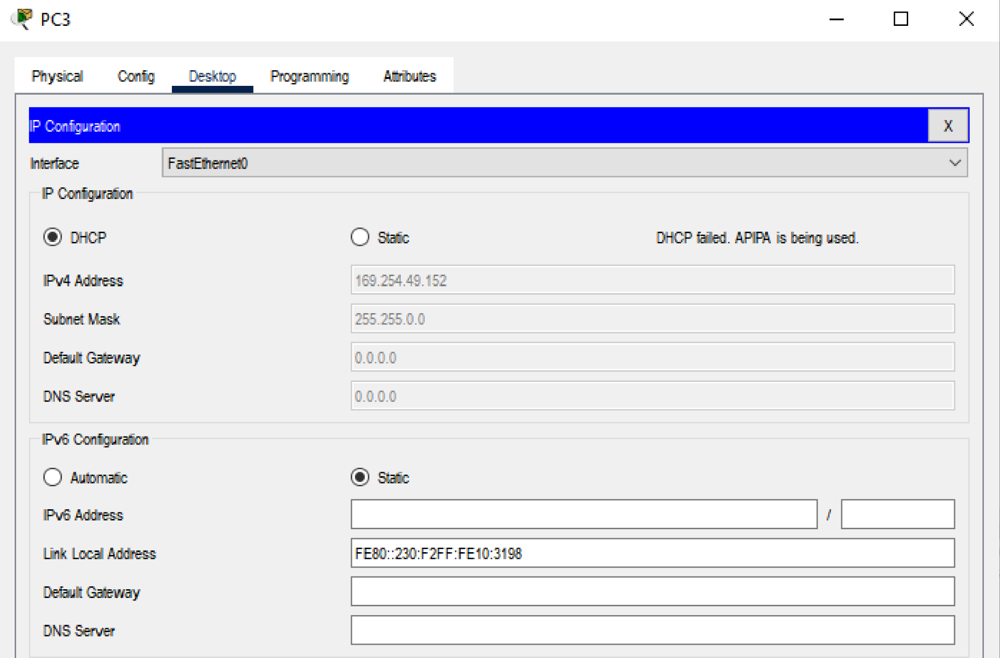 PC3
Physical Config Desktop Programming Attributes
IP Configuration X
Interface FastEthernet0
IP Configuration
DHCP Static DHCP failed. APIPA is being used.
IPv4 Address 169.254.49.152
Subnet Mask 255.255.0.0
Default Gateway 0.0.0.0
DNS Server 0.0.0.0
IPv6 Configuration
Automatic Static
IPv6 Address /
Link Local Address FE80::230:F2FF:FE10:3198
Default Gateway
DNS Server